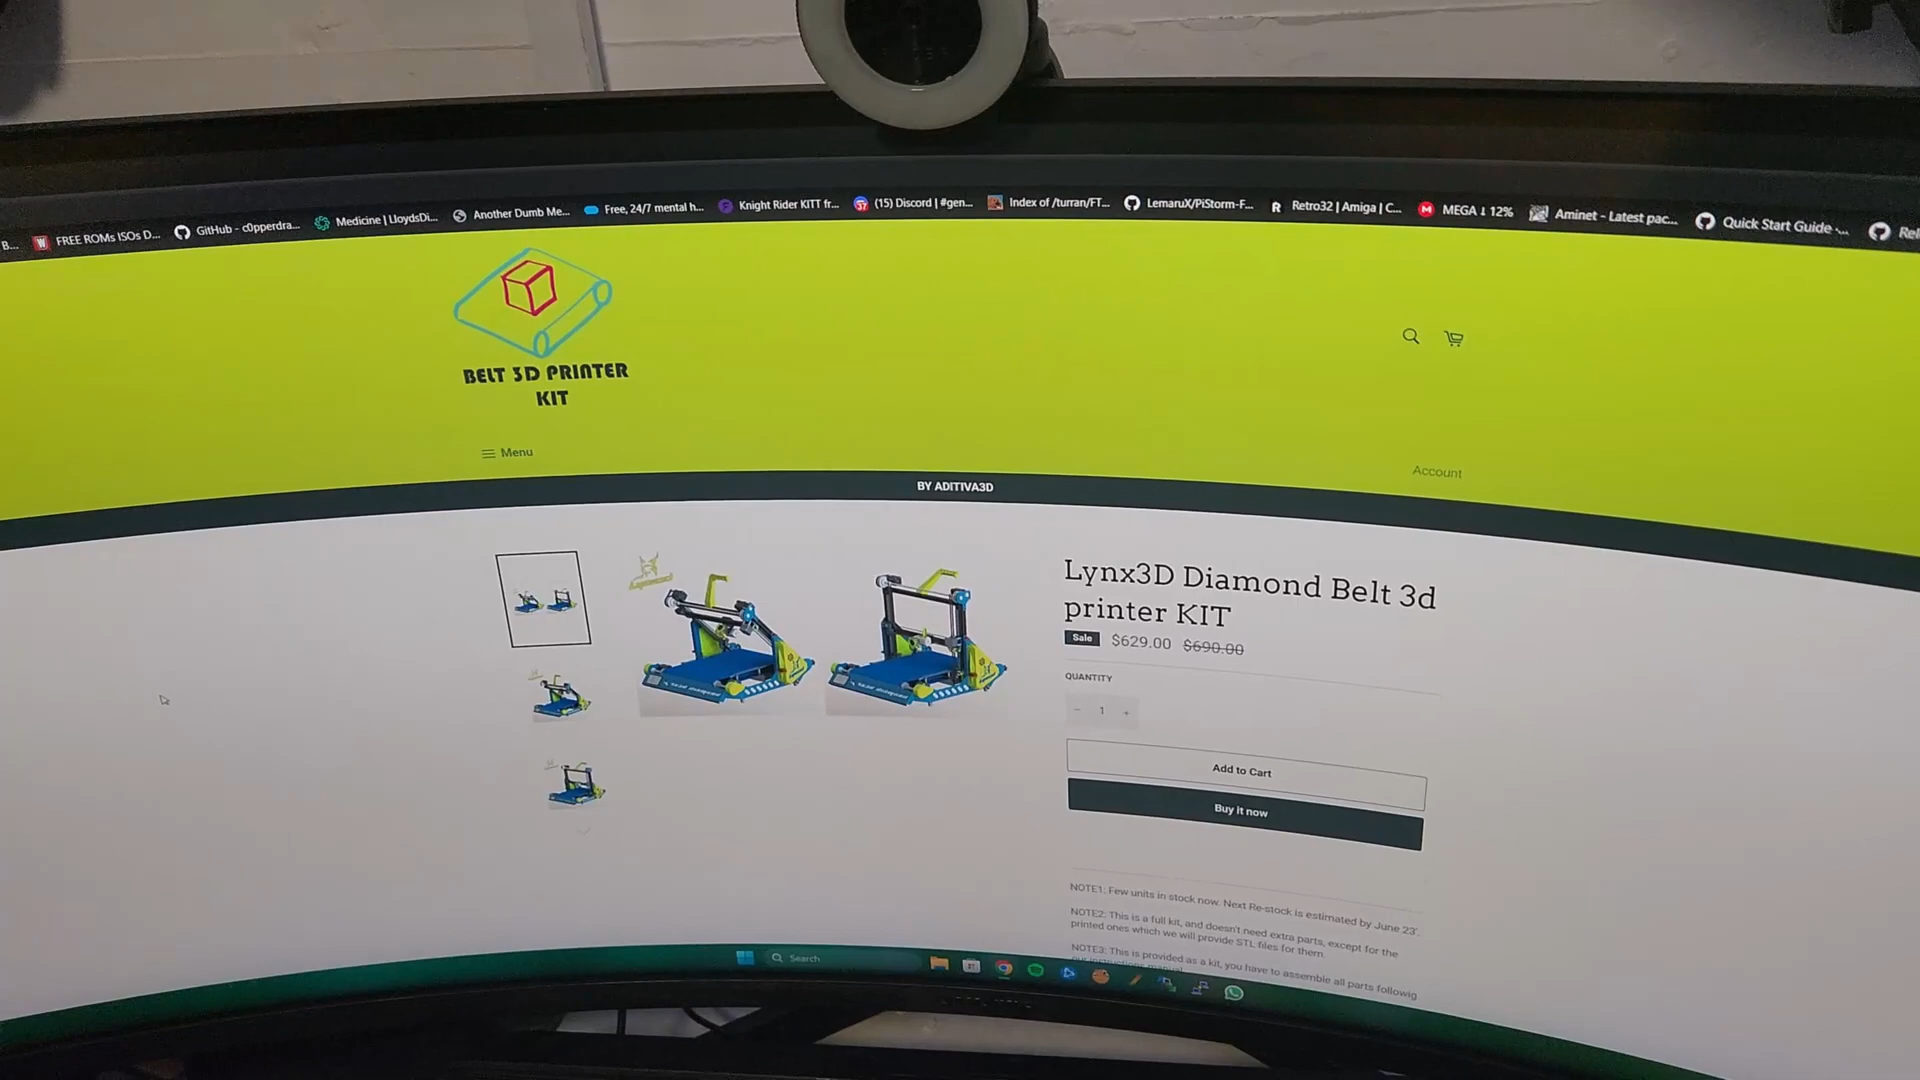 B...
FREE ROMs ISOs D...
GitHub - c0pperdra...
Medicine | LloydsDi...
Another Dumb Me...
Free, 24/7 mental h...
Knight Rider KITT fr...
(15) Discord | #gen...
Index of /turran/FT...
LemaruX/PiStorm-F...
Retro32 | Amiga | C...
MEGA ⬇ 12%
Aminet - Latest pac...
Quick Start Guide -...
Rel
BELT 3D PRINTER
KIT
Menu
Account
BY ADITIVA3D
Lynx3D Diamond Belt 3d
printer KIT
Sale $629.00 $690.00
QUANTITY
− 1 +
Add to Cart
Buy it now
NOTE1: Few units in stock now. Next Re-stock is estimated by June 23'.
NOTE2: This is a full kit, and doesn't need extra parts, except for the
printed ones which we will provide STL files for them.
NOTE3: This is provided as a kit, you have to assemble all parts followig
Search